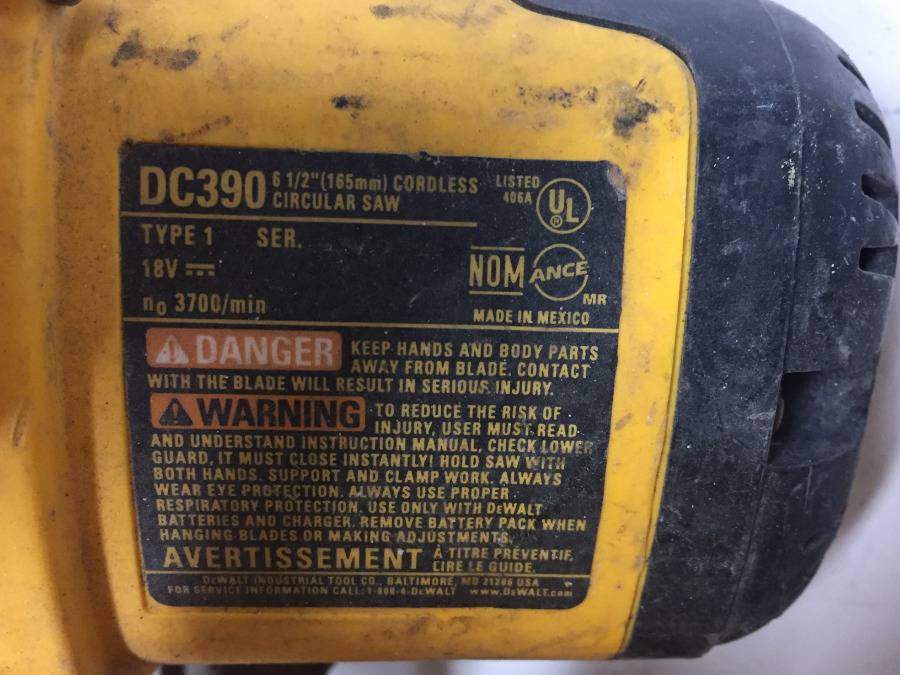 DC390 6 1/2"(165mm) CORDLESS
CIRCULAR SAW
LISTED
406A
UL
TYPE 1 SER.
18V
n₀ 3700/min
NOM ANCE
MR
MADE IN MEXICO
DANGER KEEP HANDS AND BODY PARTS
AWAY FROM BLADE. CONTACT
WITH THE BLADE WILL RESULT IN SERIOUS INJURY.
WARNING TO REDUCE THE RISK OF
INJURY, USER MUST READ
AND UNDERSTAND INSTRUCTION MANUAL, CHECK LOWER
GUARD, IT MUST CLOSE INSTANTLY! HOLD SAW WITH
BOTH HANDS. SUPPORT AND CLAMP WORK. ALWAYS
WEAR EYE PROTECTION. ALWAYS USE PROPER
RESPIRATORY PROTECTION. USE ONLY WITH DEWALT
BATTERIES AND CHARGER. REMOVE BATTERY PACK WHEN
HANGING BLADES OR MAKING ADJUSTMENTS.
AVERTISSEMENT À TITRE PRÉVENTIF,
LIRE LE GUIDE.
DEWALT INDUSTRIAL TOOL CO., BALTIMORE, MD 21286 USA
FOR SERVICE INFORMATION CALL: 1-800-4-DEWALT www.DEWALT.com